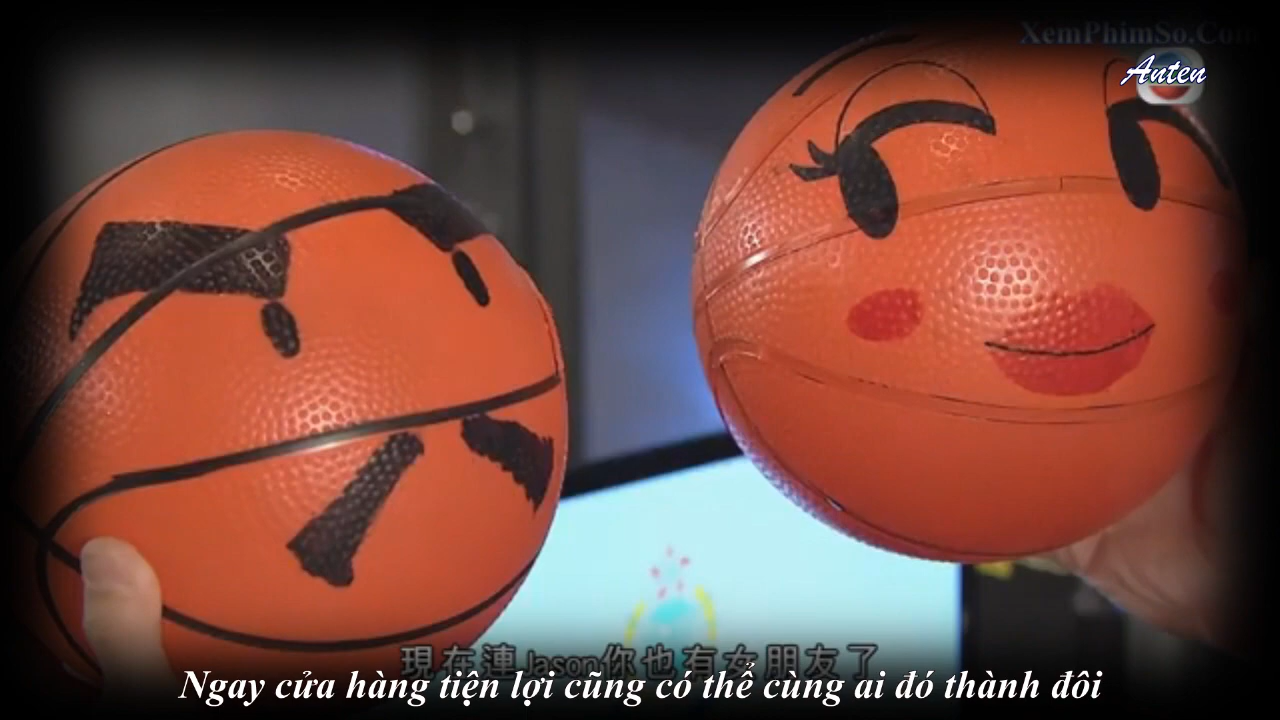 XemPhimSo.Com
Anten
現在連Jason你也有女朋友了
Ngay cửa hàng tiện lợi cũng có thể cùng ai đó thành đôi